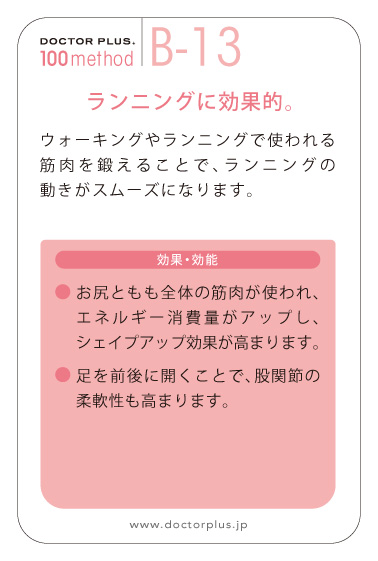 DOCTOR PLUS.
100method
B-13
ランニングに効果的。
ウォーキングやランニングで使われる
筋肉を鍛えることで、ランニングの
動きがスムーズになります。
効果・効能
● お尻ともも全体の筋肉が使われ、
エネルギー消費量がアップし、
シェイプアップ効果が高まります。
● 足を前後に開くことで、股関節の
柔軟性も高まります。
www.doctorplus.jp